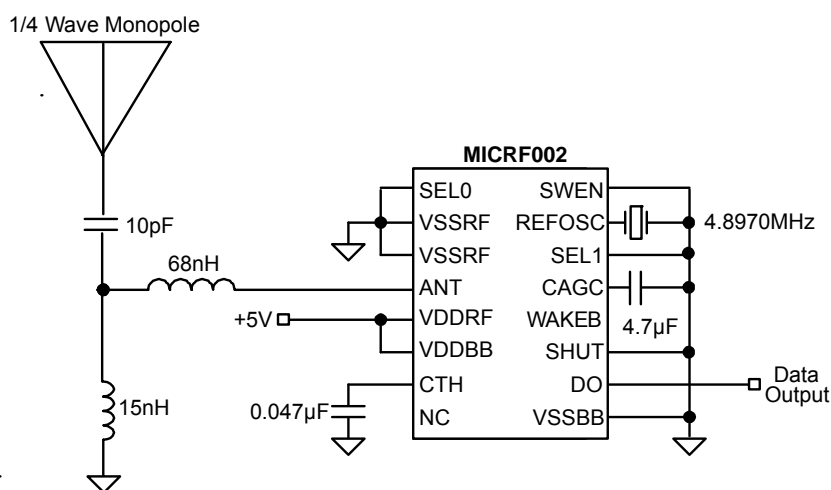 1/4 Wave Monopole
10pF
68nH
15nH
+5V
0.047µF
MICRF002
SEL0
VSSRF
VSSRF
ANT
VDDRF
VDDBB
CTH
NC
SWEN
REFOSC
SEL1
CAGC
WAKEB
SHUT
DO
VSSBB
4.8970MHz
4.7µF
Data
Output